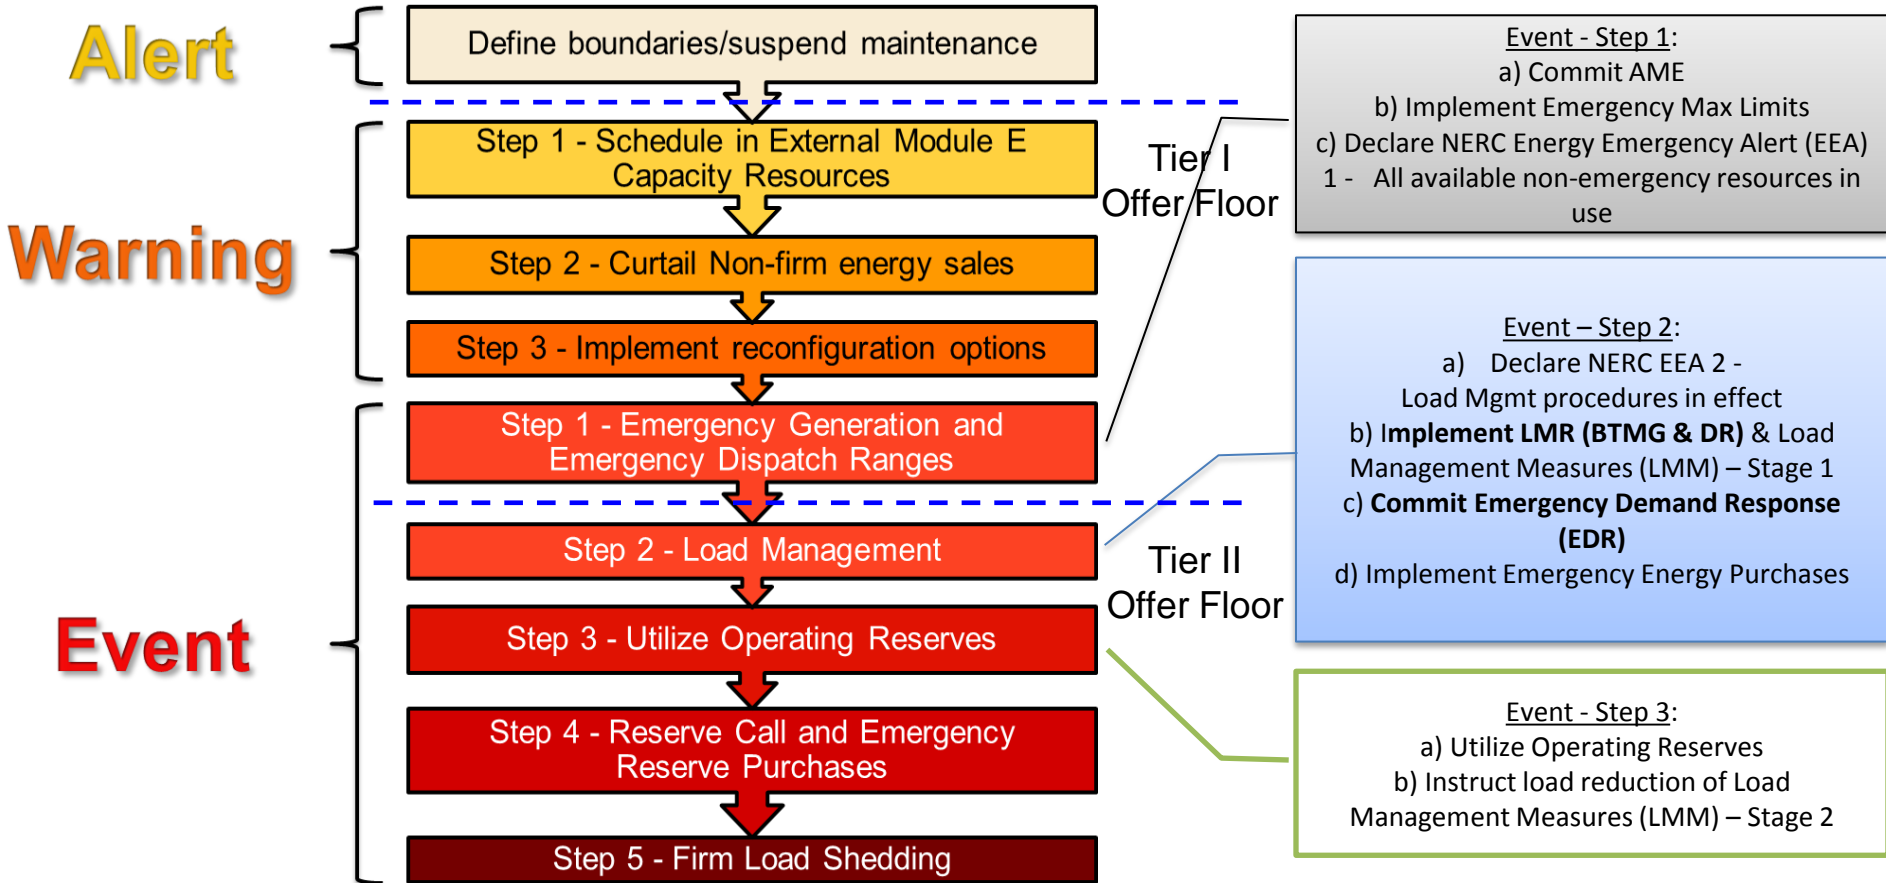 Alert
Define boundaries/suspend maintenance
Warning
Step 1 - Schedule in External Module E
Capacity Resources
Step 2 - Curtail Non-firm energy sales
Step 3 - Implement reconfiguration options
Event
Step 1 - Emergency Generation and
Emergency Dispatch Ranges
Step 2 - Load Management
Step 3 - Utilize Operating Reserves
Step 4 - Reserve Call and Emergency
Reserve Purchases
Step 5 - Firm Load Shedding
Tier I
Offer Floor
Tier II
Offer Floor
Event - Step 1:
a) Commit AME
b) Implement Emergency Max Limits
c) Declare NERC Energy Emergency Alert (EEA)
1 - All available non-emergency resources in
use
Event – Step 2:
a) Declare NERC EEA 2 -
Load Mgmt procedures in effect
b) Implement LMR (BTMG & DR) & Load
Management Measures (LMM) – Stage 1
c) Commit Emergency Demand Response
(EDR)
d) Implement Emergency Energy Purchases
Event - Step 3:
a) Utilize Operating Reserves
b) Instruct load reduction of Load
Management Measures (LMM) – Stage 2